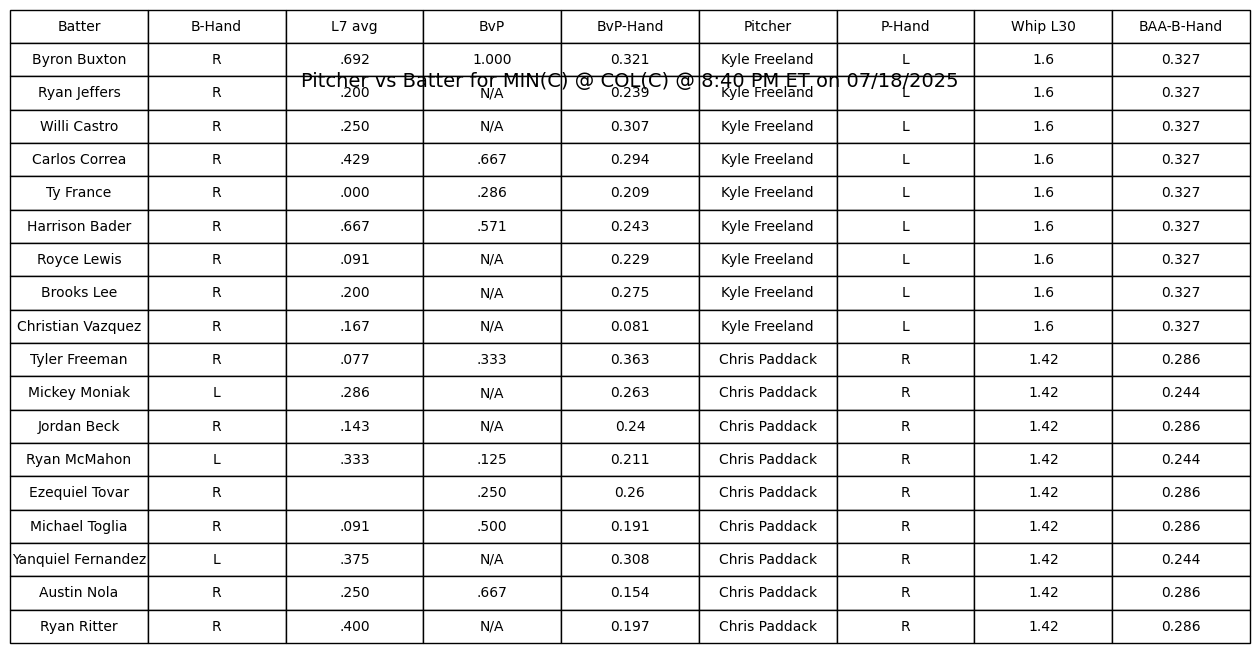 Batter B-Hand L7 avg BvP BvP-Hand Pitcher P-Hand Whip L30 BAA-B-Hand
Byron Buxton R .692 1.000 0.321 Kyle Freeland L 1.6 0.327
Pitcher vs Batter for MIN(C) @ COL(C) @ 8:40 PM ET on 07/18/2025
Ryan Jeffers R .200 N/A 0.239 Kyle Freeland L 1.6 0.327
Willi Castro R .250 N/A 0.307 Kyle Freeland L 1.6 0.327
Carlos Correa R .429 .667 0.294 Kyle Freeland L 1.6 0.327
Ty France R .000 .286 0.209 Kyle Freeland L 1.6 0.327
Harrison Bader R .667 .571 0.243 Kyle Freeland L 1.6 0.327
Royce Lewis R .091 N/A 0.229 Kyle Freeland L 1.6 0.327
Brooks Lee R .200 N/A 0.275 Kyle Freeland L 1.6 0.327
Christian Vazquez R .167 N/A 0.081 Kyle Freeland L 1.6 0.327
Tyler Freeman R .077 .333 0.363 Chris Paddack R 1.42 0.286
Mickey Moniak L .286 N/A 0.263 Chris Paddack R 1.42 0.244
Jordan Beck R .143 N/A 0.24 Chris Paddack R 1.42 0.286
Ryan McMahon L .333 .125 0.211 Chris Paddack R 1.42 0.244
Ezequiel Tovar R .250 0.26 Chris Paddack R 1.42 0.286
Michael Toglia R .091 .500 0.191 Chris Paddack R 1.42 0.286
Yanquiel Fernandez L .375 N/A 0.308 Chris Paddack R 1.42 0.244
Austin Nola R .250 .667 0.154 Chris Paddack R 1.42 0.286
Ryan Ritter R .400 N/A 0.197 Chris Paddack R 1.42 0.286